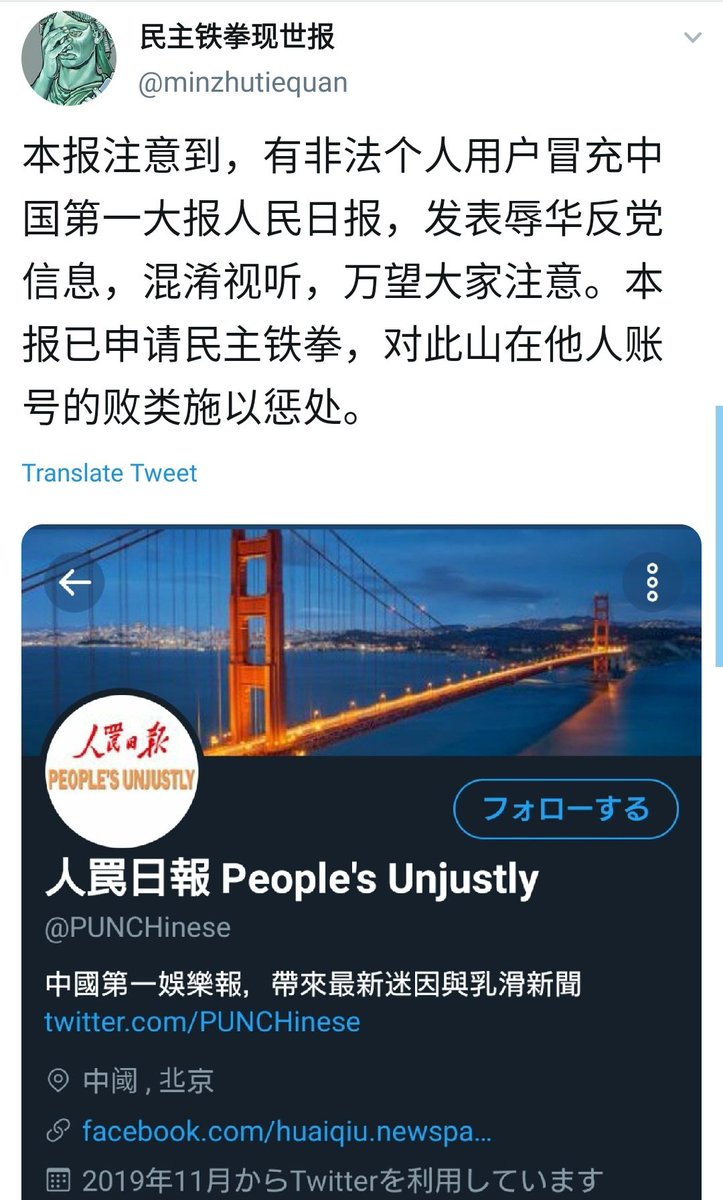 民主铁拳现世报
@minzhutiequan
本报注意到，有非法个人用户冒充中
国第一大报人民日报，发表辱华反党
信息，混淆视听，万望大家注意。本
报已申请民主铁拳，对此山在他人账
号的败类施以惩处。
Translate Tweet
人罠日報
PEOPLE'S UNJUSTLY
フォローする
人罠日報 People's Unjustly
@PUNCHinese
中國第一娛樂報，帶來最新迷因與乳滑新聞
twitter.com/PUNCHinese
中阈 , 北京
facebook.com/huaiqiu.newspa...
2019年11月からTwitterを利用しています